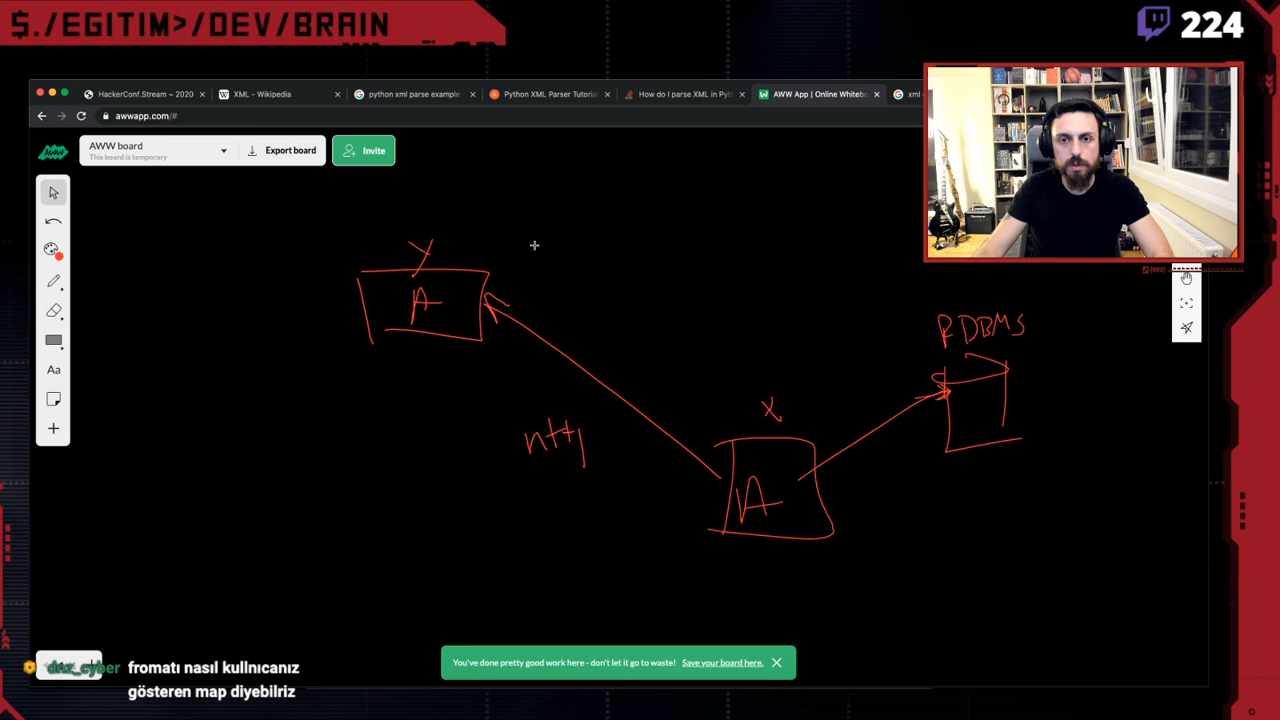 $./EGITIM>/DEV/BRAIN
224
HackerConf.Stream – 2020
XML - Wikipedia
python xml parse example
Python XML Parser Tutorial
How do I parse XML in Pyt
AWW App | Online Whitebo
xml
awwapp.com/#
AWW board
This board is temporary
Export board
Invite
Aa
Y
A
RDBMS
X
A
You've done pretty good work here - don't let it go to waste! Save your board here.
dnz_cyber fromatı nasıl kullnıcanız
gösteren map diyebilriz